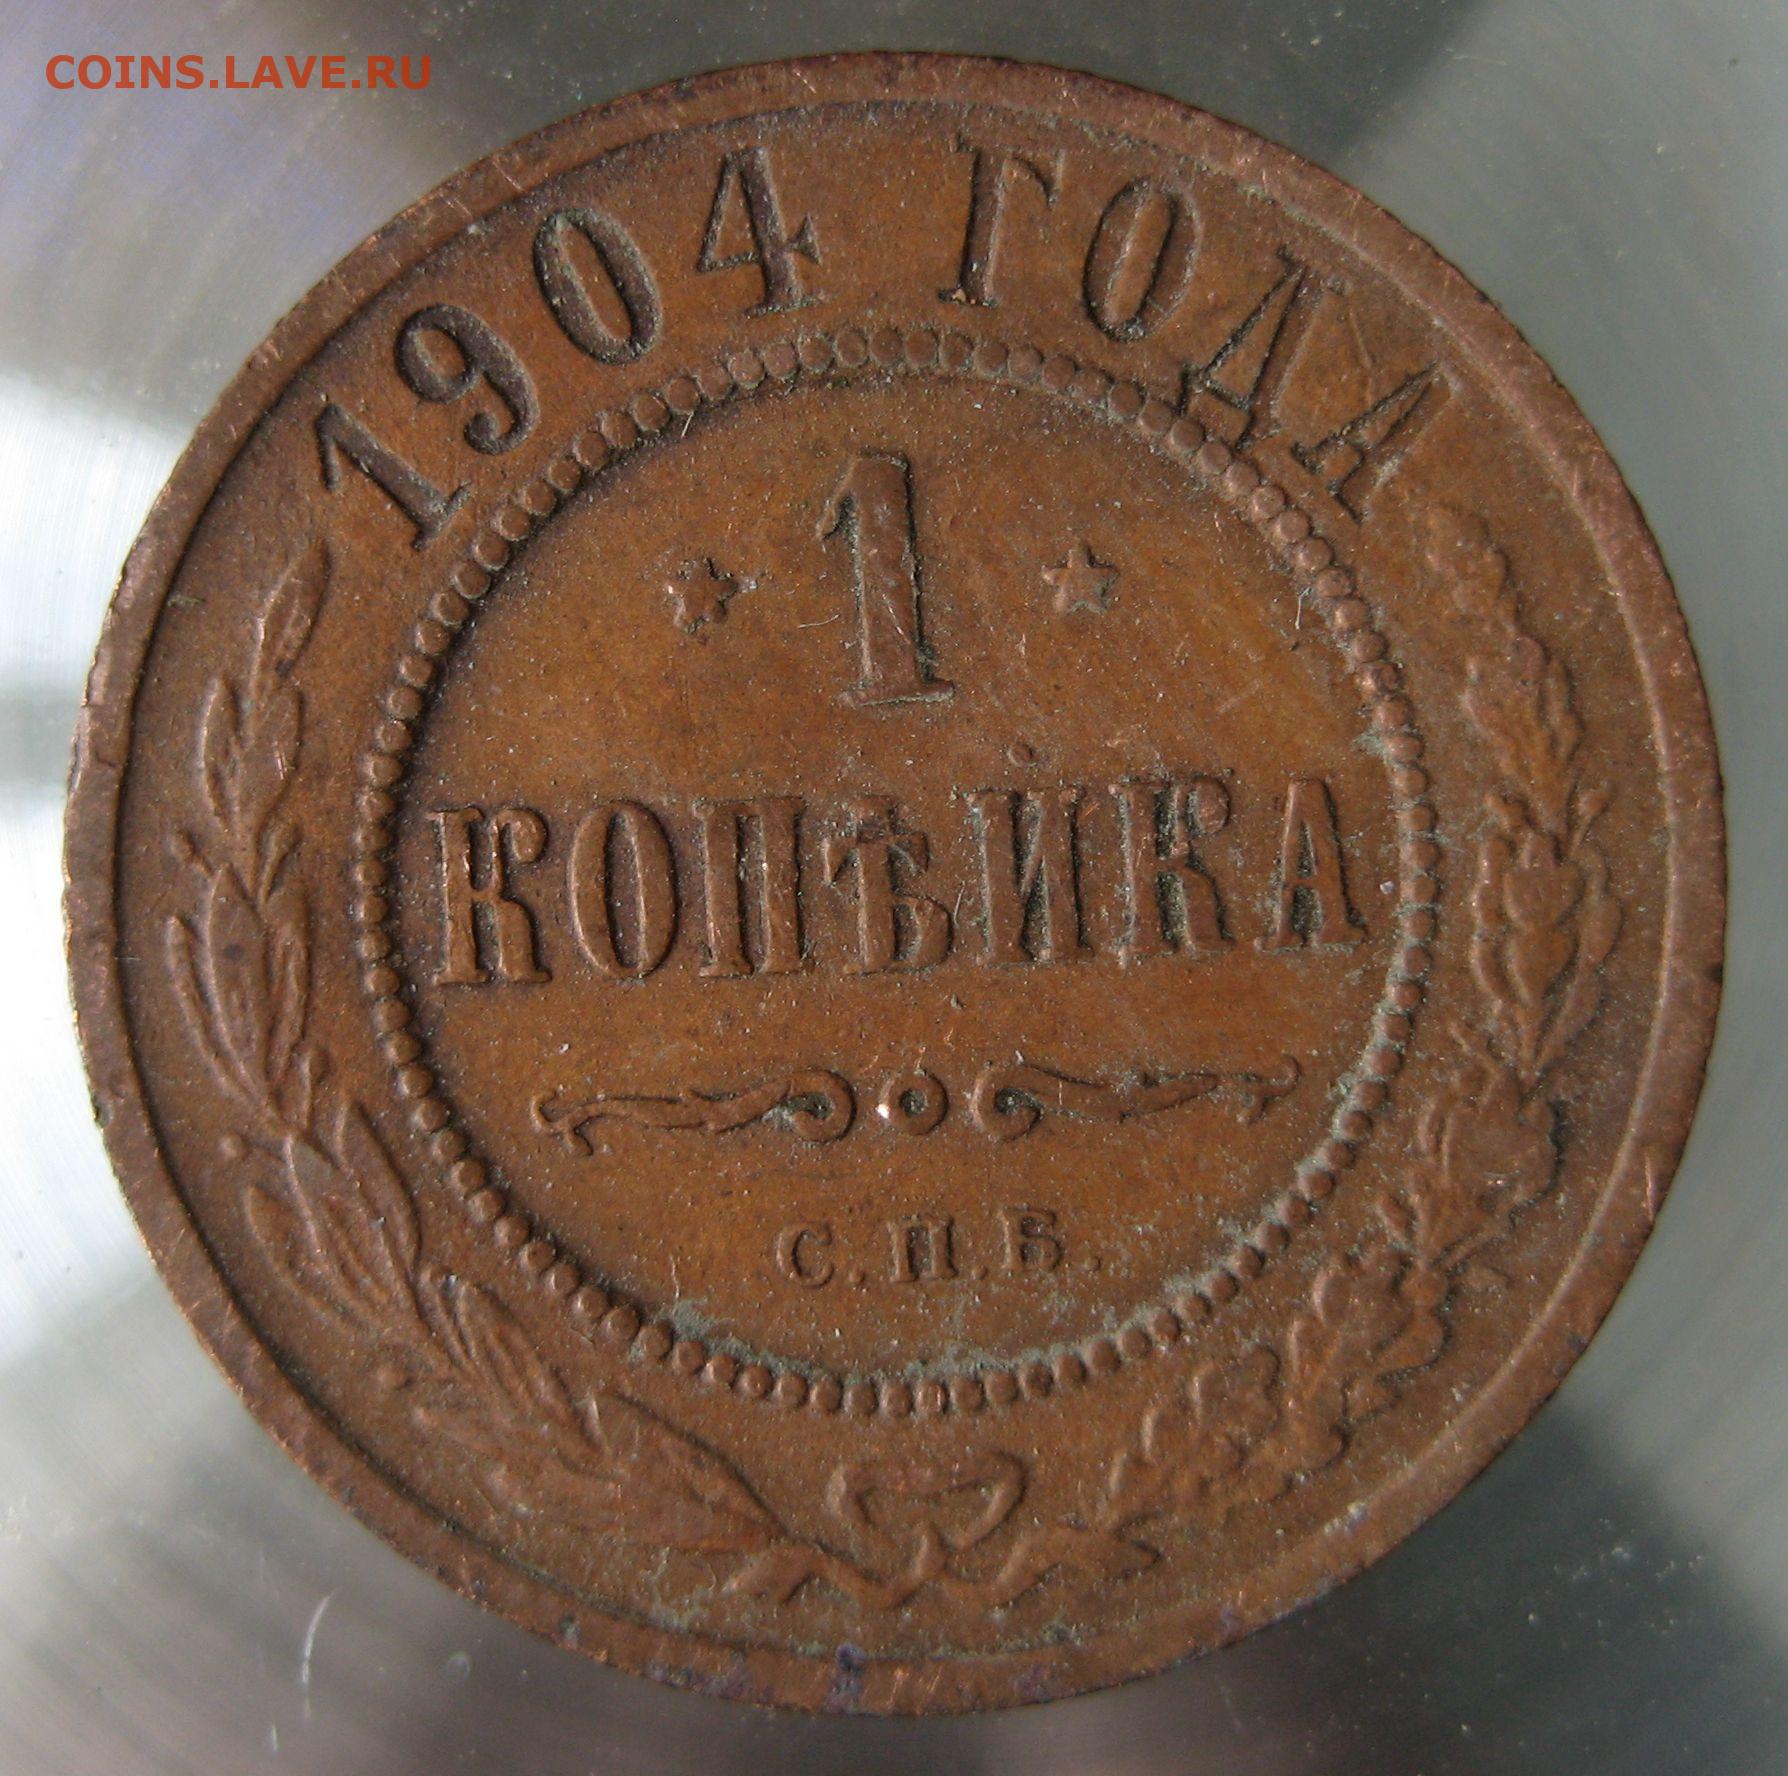 COINS.LAVE.RU
1904 ГОДА
1
КОПѢЙКА
С.П.Б.